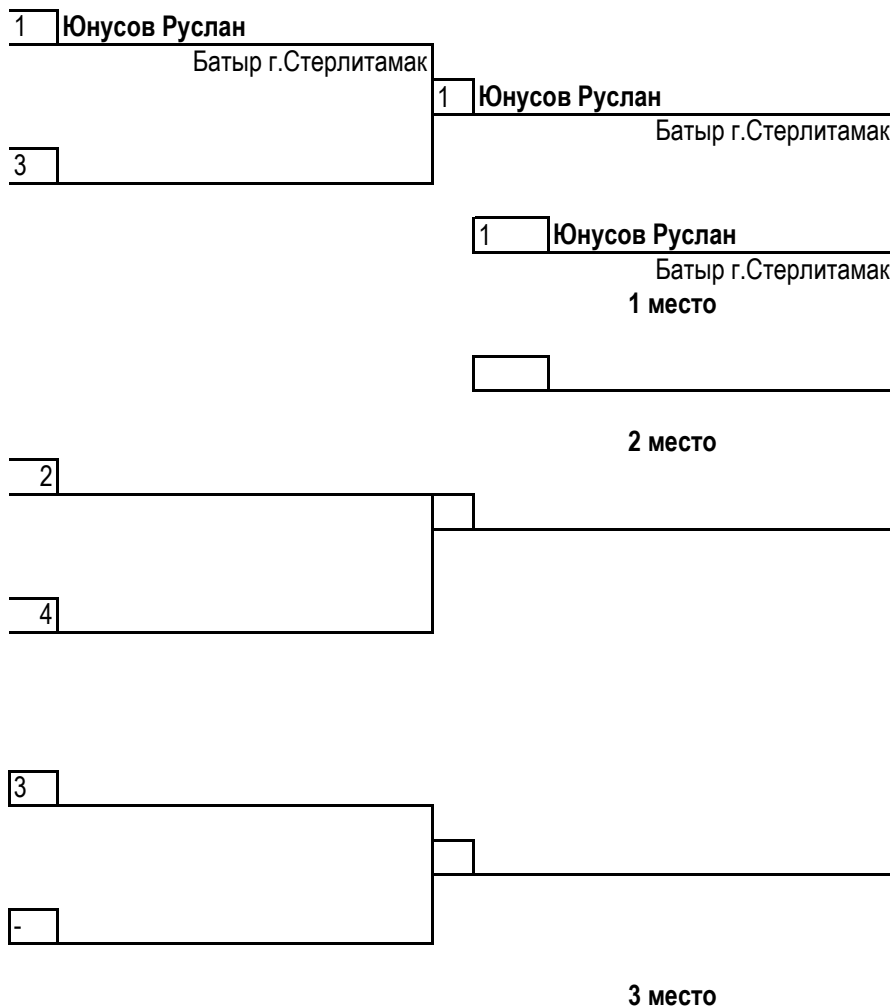 1 Юнусов Руслан
Батыр г.Стерлитамак
1 Юнусов Руслан
Батыр г.Стерлитамак
3
1 Юнусов Руслан
Батыр г.Стерлитамак
1 место
2 место
2
4
3
-
3 место